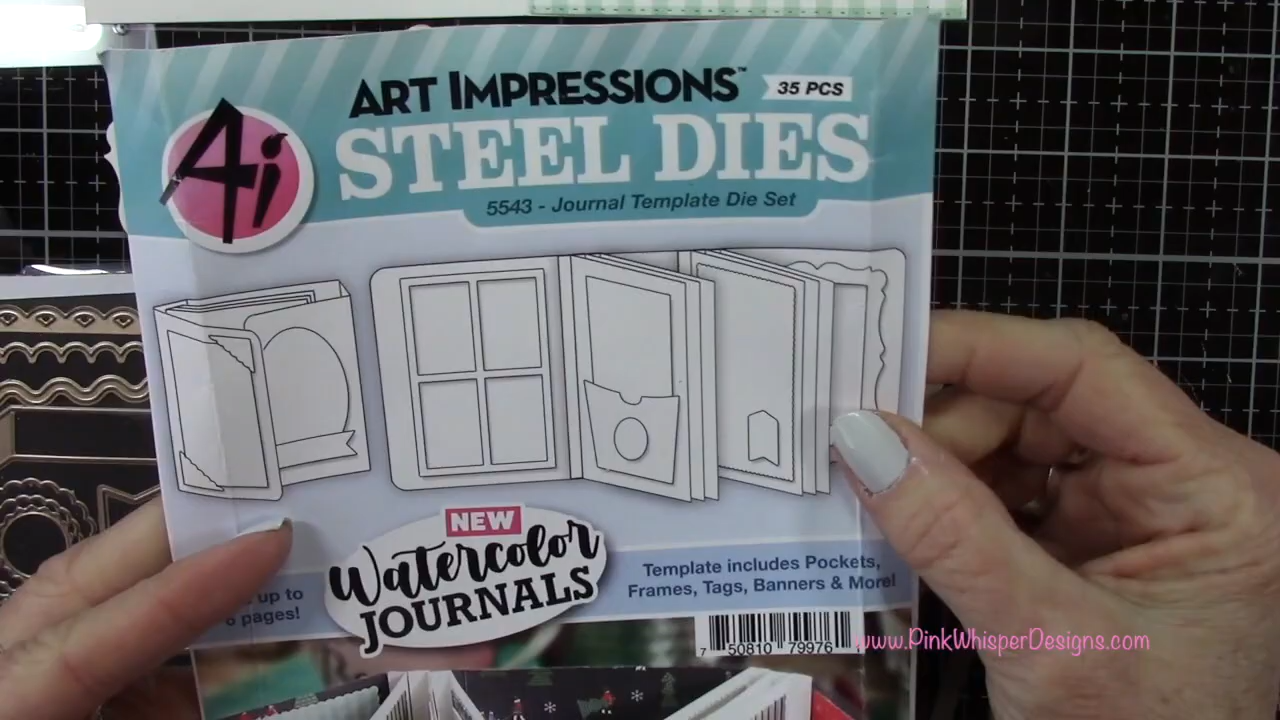 ART IMPRESSIONS™
35 PCS
Ai
STEEL DIES
5543 - Journal Template Die Set
NEW
Watercolor
JOURNALS
up to
pages!
Template includes Pockets,
Frames, Tags, Banners & More!
7 50810 79976
www.PinkWhisperDesigns.com